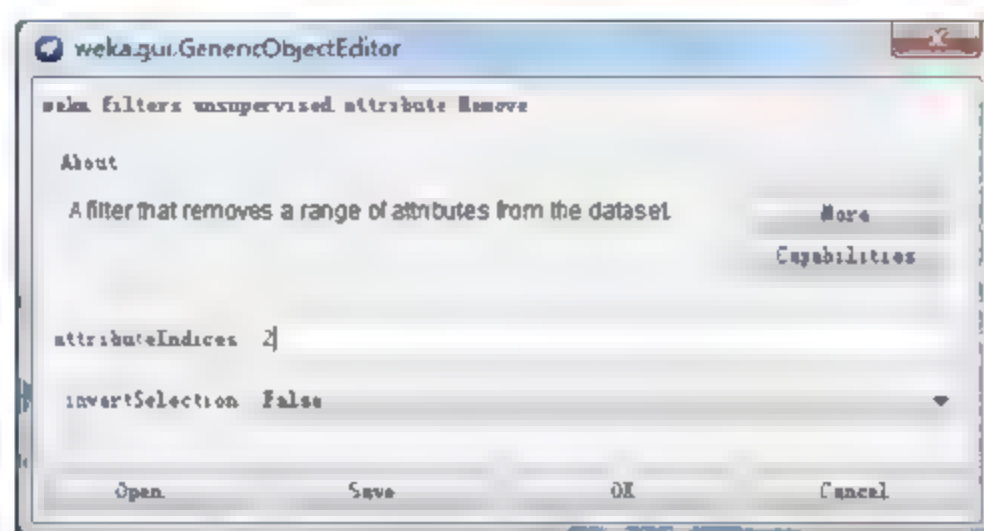 weka.gui.GenericObjectEditor
weka filters unsupervised attribute Remove
About
A filter that removes a range of attributes from the dataset.
More
Capabilities
attributeIndices 2
invertSelection False
Open
Save
OK
Cancel